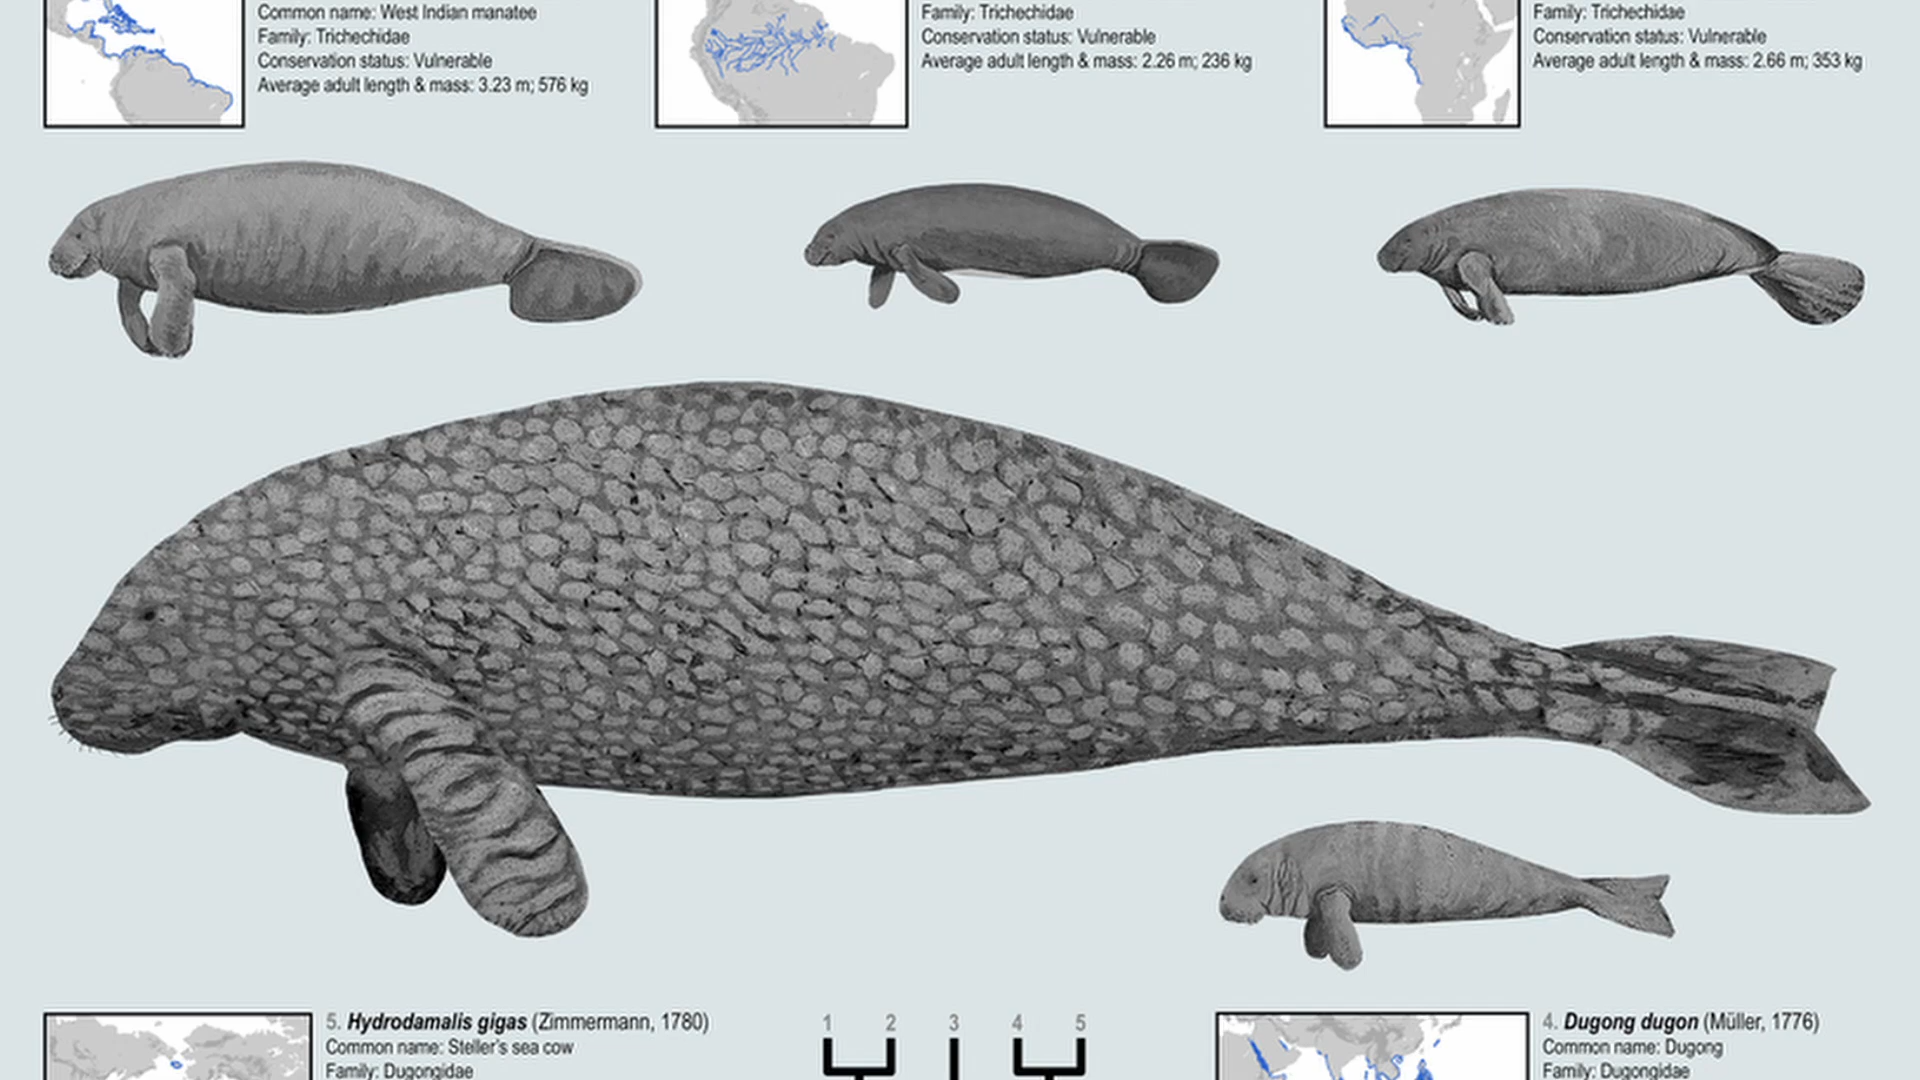 Common name: West Indian manatee
Family: Trichechidae
Conservation status: Vulnerable
Average adult length & mass: 3.23 m; 576 kg
Family: Trichechidae
Conservation status: Vulnerable
Average adult length & mass: 2.26 m; 236 kg
Family: Trichechidae
Conservation status: Vulnerable
Average adult length & mass: 2.66 m; 353 kg
5. Hydrodamalis gigas (Zimmermann, 1780)
Common name: Steller's sea cow
Family: Dugongidae
1 2 3 4 5
4. Dugong dugon (Müller, 1776)
Common name: Dugong
Family: Dugongidae